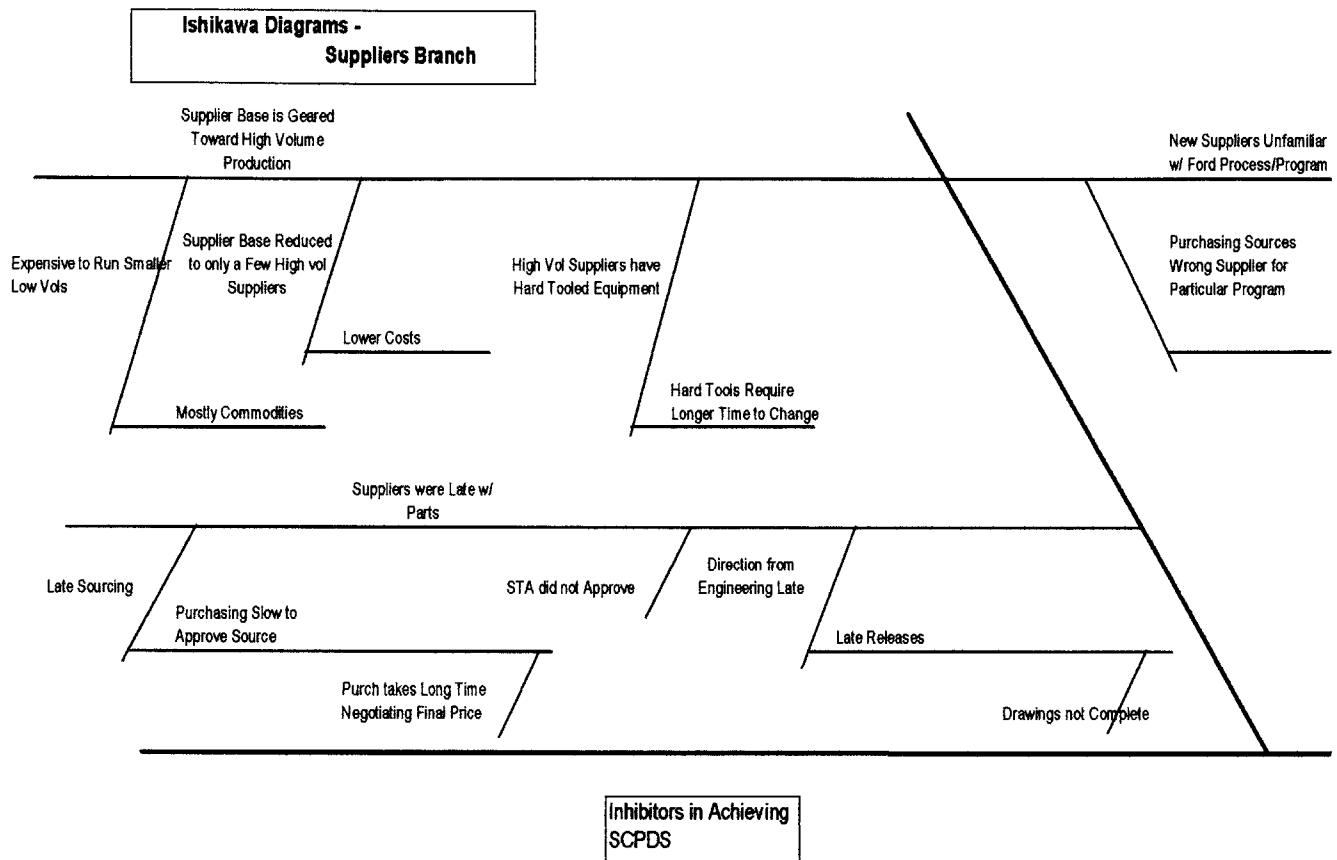 Ishikawa Diagrams -
Suppliers Branch
Supplier Base is Geared
Toward High Volume
Production
New Suppliers Unfamiliar
w/ Ford Process/Program
Expensive to Run Smaller
Low Vols
Supplier Base Reduced
to only a Few High vol
Suppliers
High Vol Suppliers have
Hard Tooled Equipment
Purchasing Sources
Wrong Supplier for
Particular Program
Lower Costs
Mostly Commodities
Hard Tools Require
Longer Time to Change
Suppliers were Late w/
Parts
Late Sourcing
Purchasing Slow to
Approve Source
STA did not Approve
Direction from
Engineering Late
Late Releases
Purch takes Long Time
Negotiating Final Price
Drawings not Complete
Inhibitors in Achieving
SCPDS